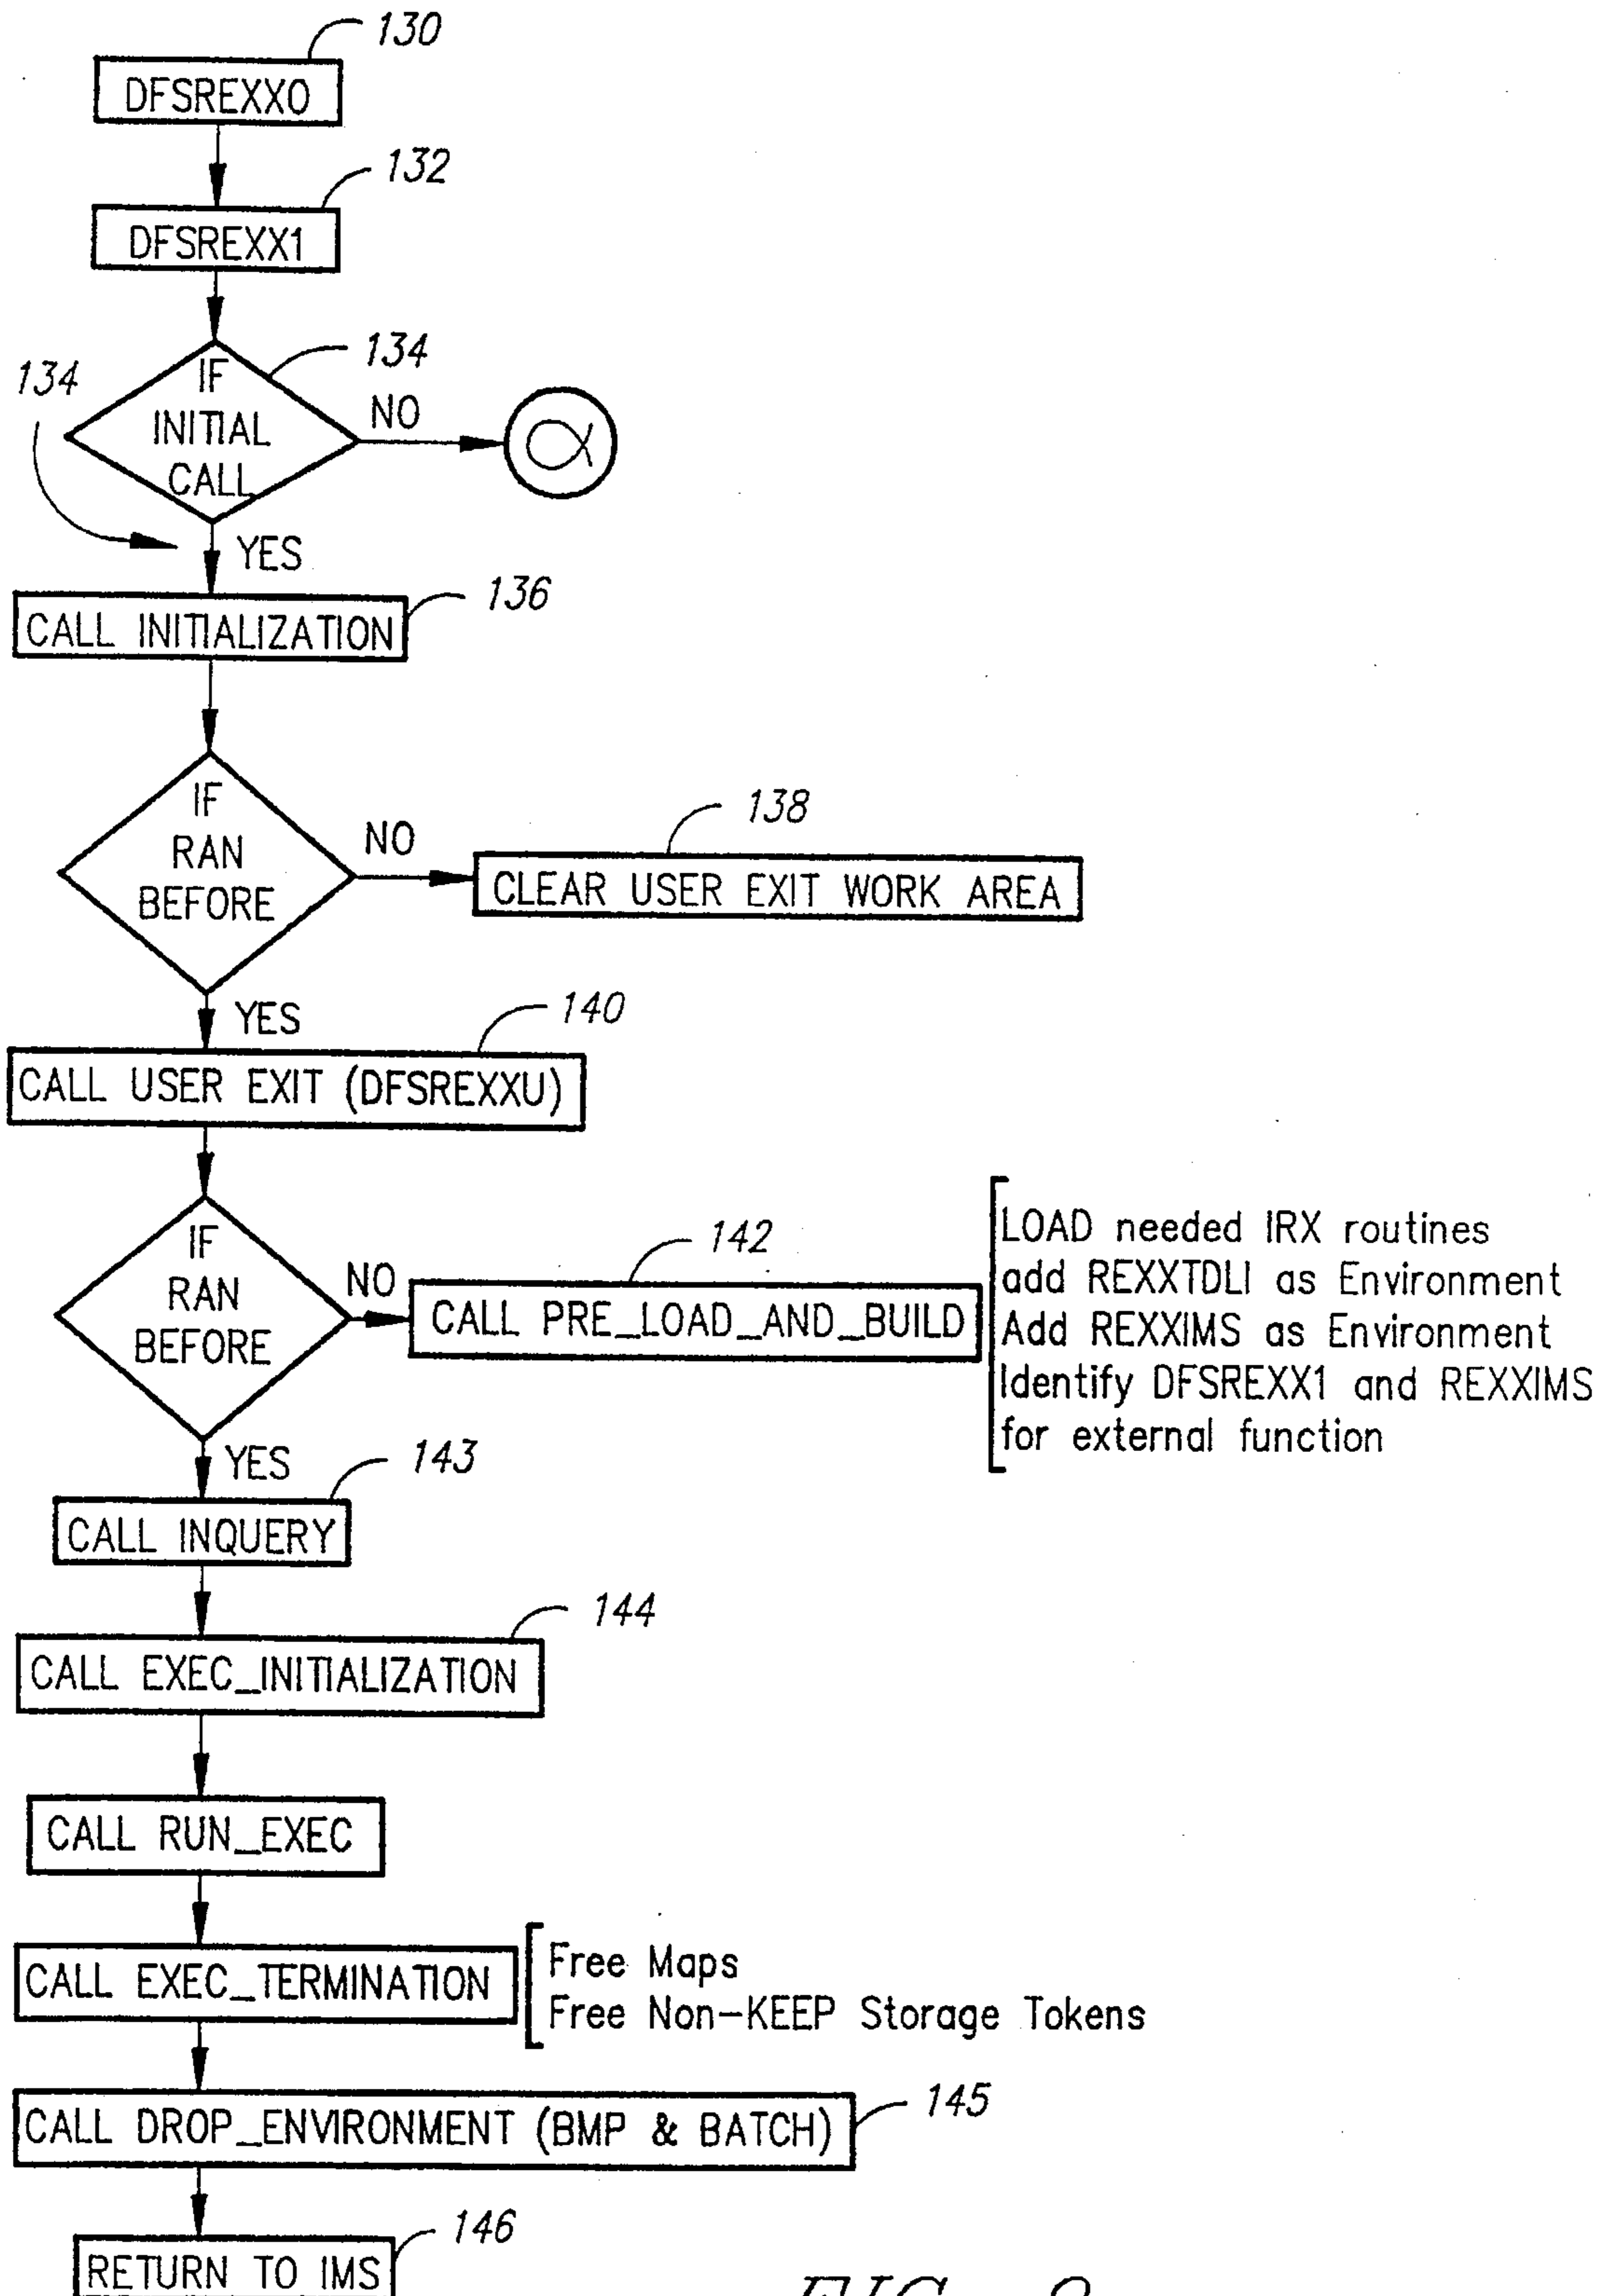 130
DFSREXX0
132
DFSREXX1
134
134
IF
INITIAL
CALL
NO
α
YES
136
CALL INITIALIZATION
IF
RAN
BEFORE
NO
138
CLEAR USER EXIT WORK AREA
YES
140
CALL USER EXIT (DFSREXXU)
IF
RAN
BEFORE
NO
142
CALL PRE_LOAD_AND_BUILD
LOAD needed IRX routines
add REXXTDLI as Environment
Add REXXIMS as Environment
Identify DFSREXX1 and REXXIMS
for external function
YES
143
CALL INQUERY
144
CALL EXEC_INITIALIZATION
CALL RUN_EXEC
CALL EXEC_TERMINATION
Free Maps
Free Non-KEEP Storage Tokens
145
CALL DROP_ENVIRONMENT (BMP & BATCH)
146
RETURN TO IMS